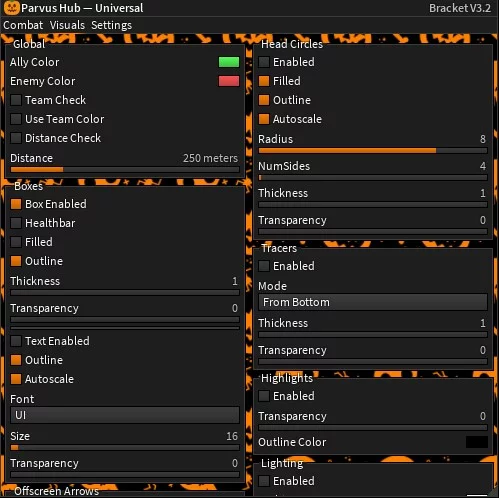 Parvus Hub — Universal
Bracket V3.2
Combat Visuals Settings
Global
Ally Color
Enemy Color
Team Check
Use Team Color
Distance Check
Distance 250 meters
Boxes
Box Enabled
Healthbar
Filled
Outline
Thickness 1
Transparency 0
Text Enabled
Outline
Autoscale
Font
UI
Size 16
Transparency 0
Offscreen Arrows
Head Circles
Enabled
Filled
Outline
Autoscale
Radius 8
NumSides 4
Thickness 1
Transparency 0
Tracers
Enabled
Mode
From Bottom
Thickness 1
Transparency 0
Highlights
Enabled
Transparency 0
Outline Color
Lighting
Enabled